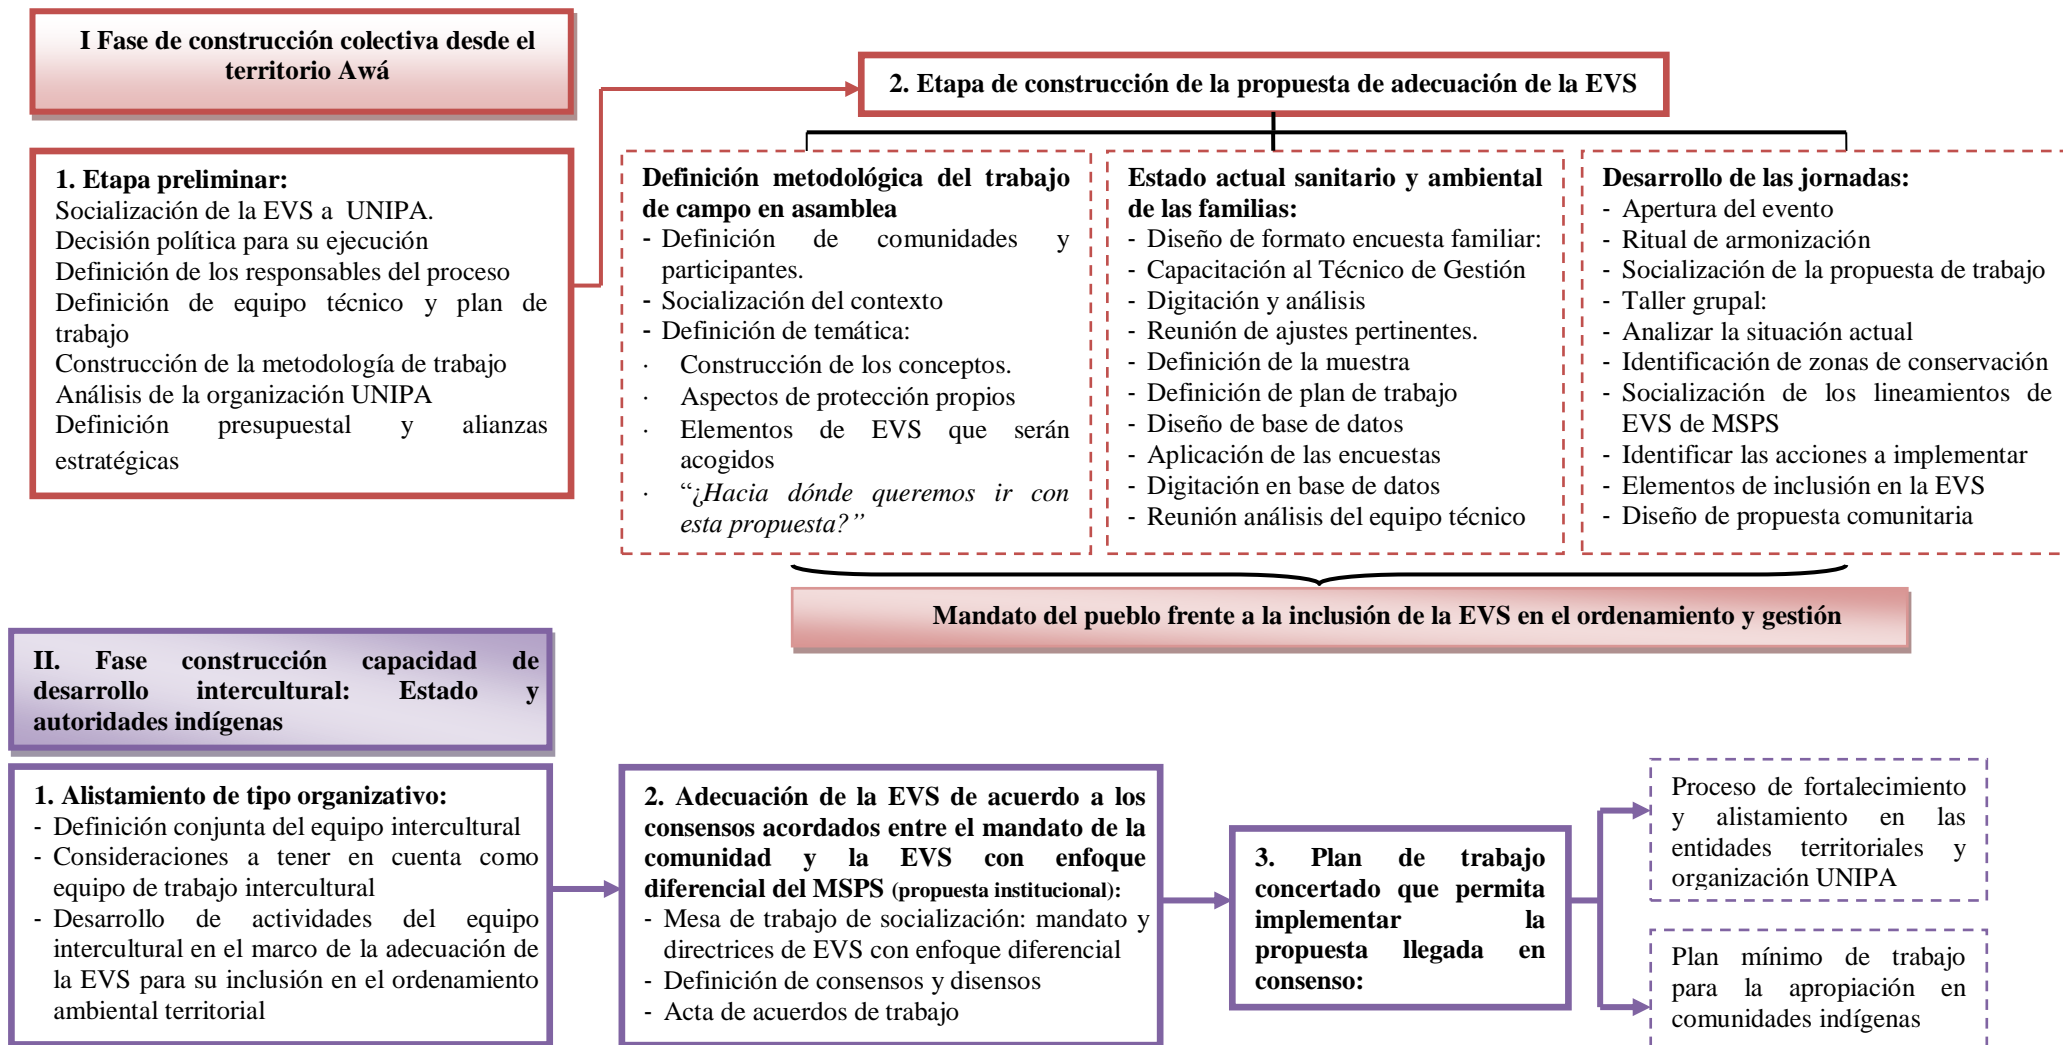 I Fase de construcción colectiva desde el
territorio Awá
2. Etapa de construcción de la propuesta de adecuación de la EVS
1. Etapa preliminar:
Socialización de la EVS a UNIPA.
Decisión política para su ejecución
Definición de los responsables del proceso
Definición de equipo técnico y plan de
trabajo
Construcción de la metodología de trabajo
Análisis de la organización UNIPA
Definición presupuestal y alianzas
estratégicas
Definición metodológica del trabajo
de campo en asamblea
- Definición de comunidades y
participantes.
- Socialización del contexto
- Definición de temática:
· Construcción de los conceptos.
· Aspectos de protección propios
· Elementos de EVS que serán
acogidos
· “¿Hacia dónde queremos ir con
esta propuesta?”
Estado actual sanitario y ambiental
de las familias:
- Diseño de formato encuesta familiar:
- Capacitación al Técnico de Gestión
- Digitación y análisis
- Reunión de ajustes pertinentes.
- Definición de la muestra
- Definición de plan de trabajo
- Diseño de base de datos
- Aplicación de las encuestas
- Digitación en base de datos
- Reunión análisis del equipo técnico
Desarrollo de las jornadas:
- Apertura del evento
- Ritual de armonización
- Socialización de la propuesta de trabajo
- Taller grupal:
- Analizar la situación actual
- Identificación de zonas de conservación
- Socialización de los lineamientos de
EVS de MSPS
- Identificar las acciones a implementar
- Elementos de inclusión en la EVS
- Diseño de propuesta comunitaria
Mandato del pueblo frente a la inclusión de la EVS en el ordenamiento y gestión
II. Fase construcción capacidad de
desarrollo intercultural: Estado y
autoridades indígenas
1. Alistamiento de tipo organizativo:
- Definición conjunta del equipo intercultural
- Consideraciones a tener en cuenta como
equipo de trabajo intercultural
- Desarrollo de actividades del equipo
intercultural en el marco de la adecuación de
la EVS para su inclusión en el ordenamiento
ambiental territorial
2. Adecuación de la EVS de acuerdo a los
consensos acordados entre el mandato de la
comunidad y la EVS con enfoque
diferencial del MSPS (propuesta institucional):
- Mesa de trabajo de socialización: mandato y
directrices de EVS con enfoque diferencial
- Definición de consensos y disensos
- Acta de acuerdos de trabajo
3. Plan de trabajo
concertado que permita
implementar la
propuesta llegada en
consenso:
Proceso de fortalecimiento
y alistamiento en las
entidades territoriales y
organización UNIPA
Plan mínimo de trabajo
para la apropiación en
comunidades indígenas